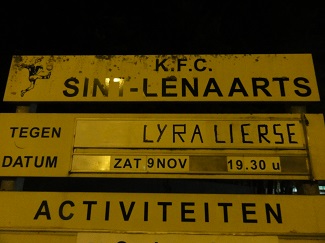 K.F.C.
SINT-LENAARTS
TEGEN LYRA LIERSE
DATUM ZAT 9NOV 19.30 u
ACTIVITEITEN